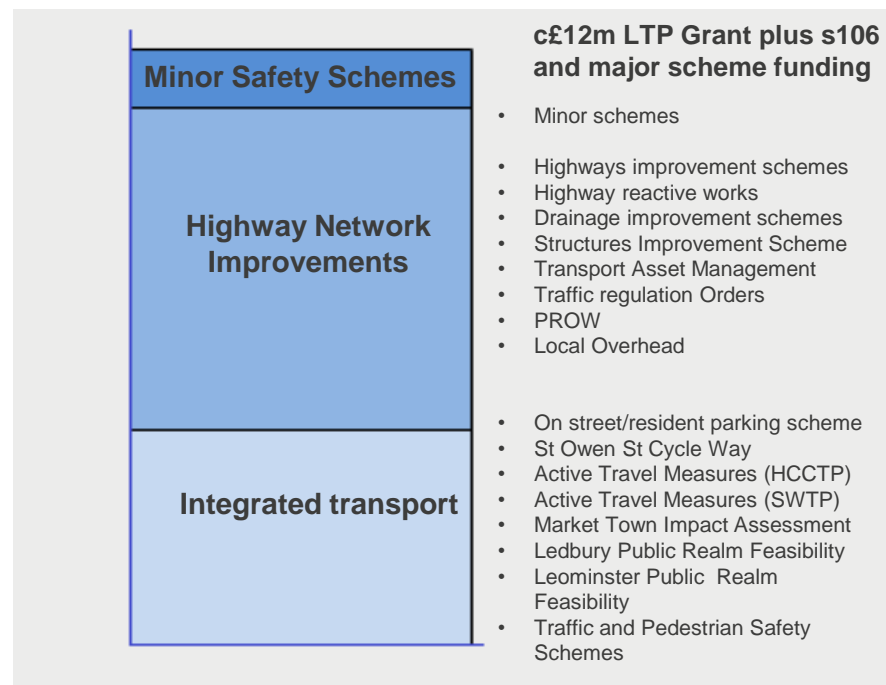 c£12m LTP Grant plus s106
and major scheme funding
Minor Safety Schemes
• Minor schemes
Highway Network
Improvements
• Highways improvement schemes
• Highway reactive works
• Drainage improvement schemes
• Structures Improvement Scheme
• Transport Asset Management
• Traffic regulation Orders
• PROW
• Local Overhead
Integrated transport
• On street/resident parking scheme
• St Owen St Cycle Way
• Active Travel Measures (HCCTP)
• Active Travel Measures (SWTP)
• Market Town Impact Assessment
• Ledbury Public Realm Feasibility
• Leominster Public Realm
Feasibility
• Traffic and Pedestrian Safety
Schemes